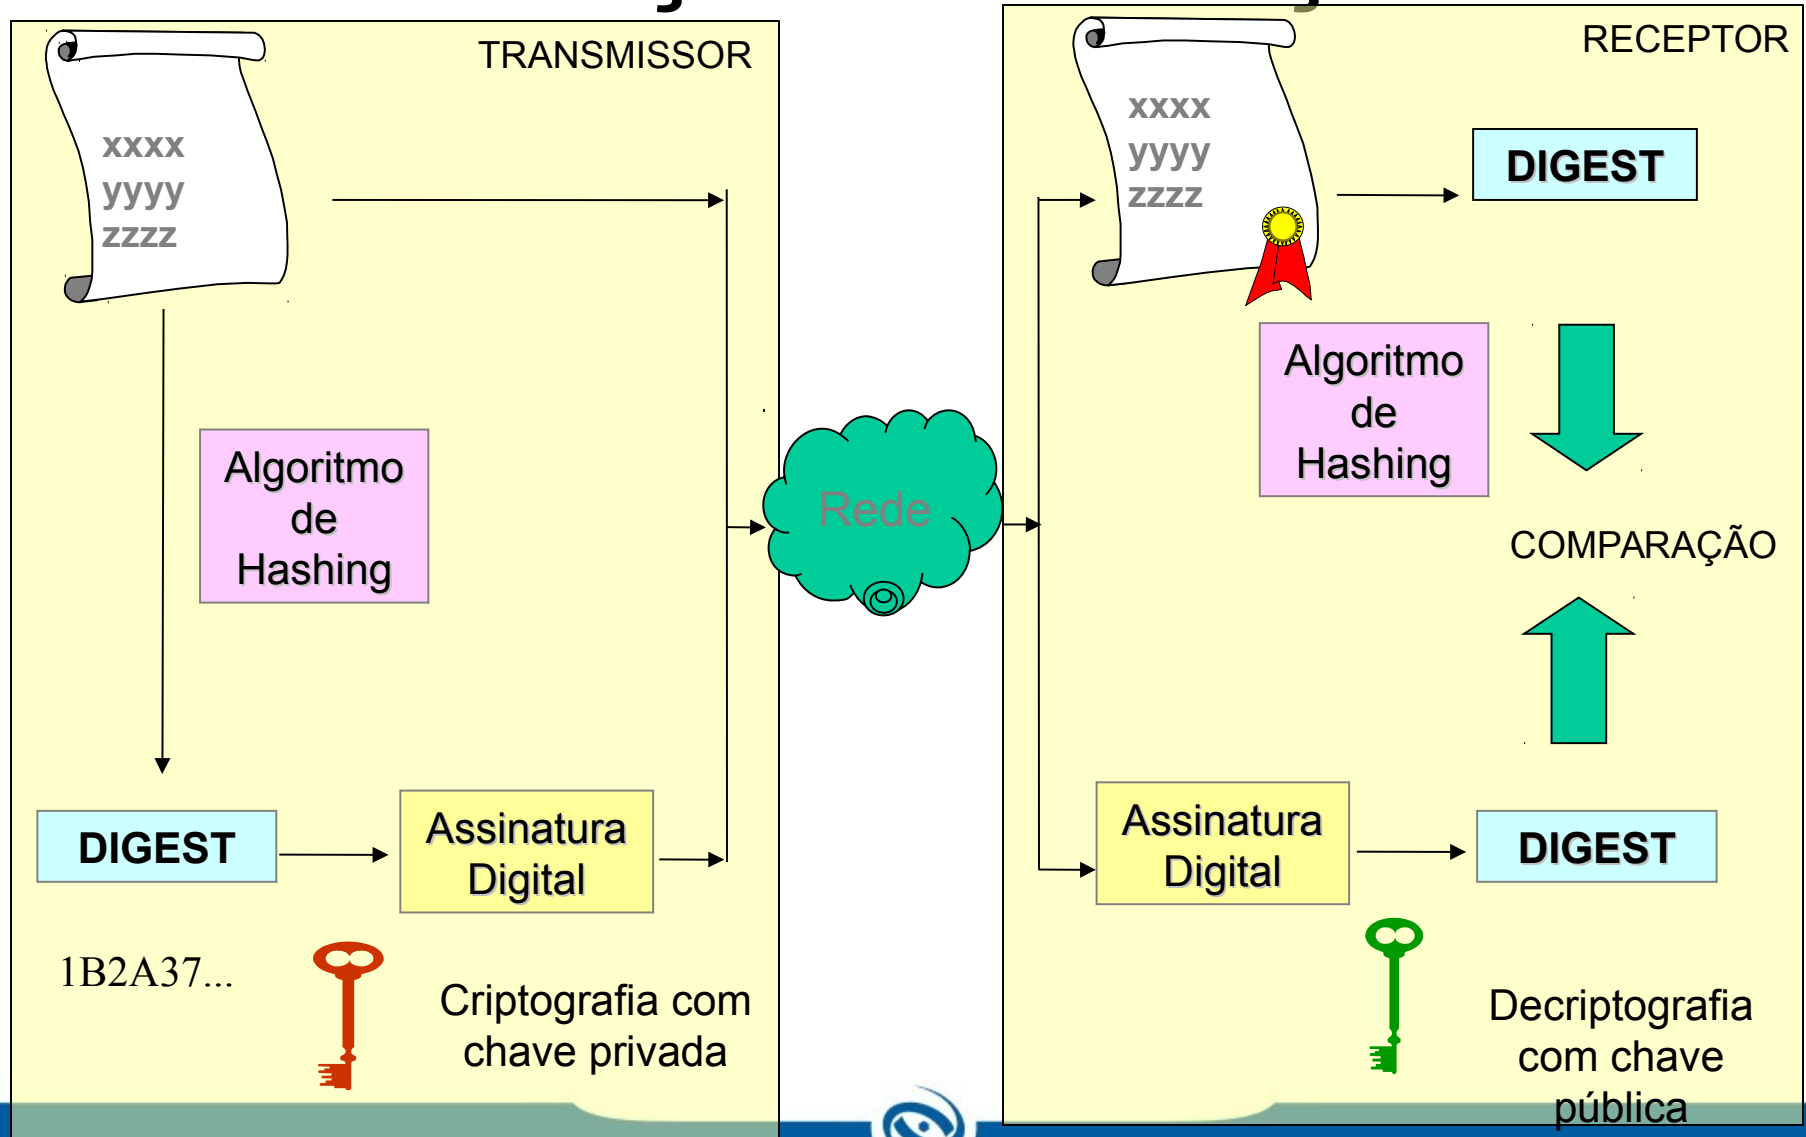 TRANSMISSOR
xxxx
yyyy
zzzz
Algoritmo
de
Hashing
DIGEST
Assinatura
Digital
1B2A37...
Criptografia com
chave privada
Rede
RECEPTOR
xxxx
yyyy
zzzz
DIGEST
Algoritmo
de
Hashing
COMPARAÇÃO
Assinatura
Digital
DIGEST
Decriptografia
com chave
pública